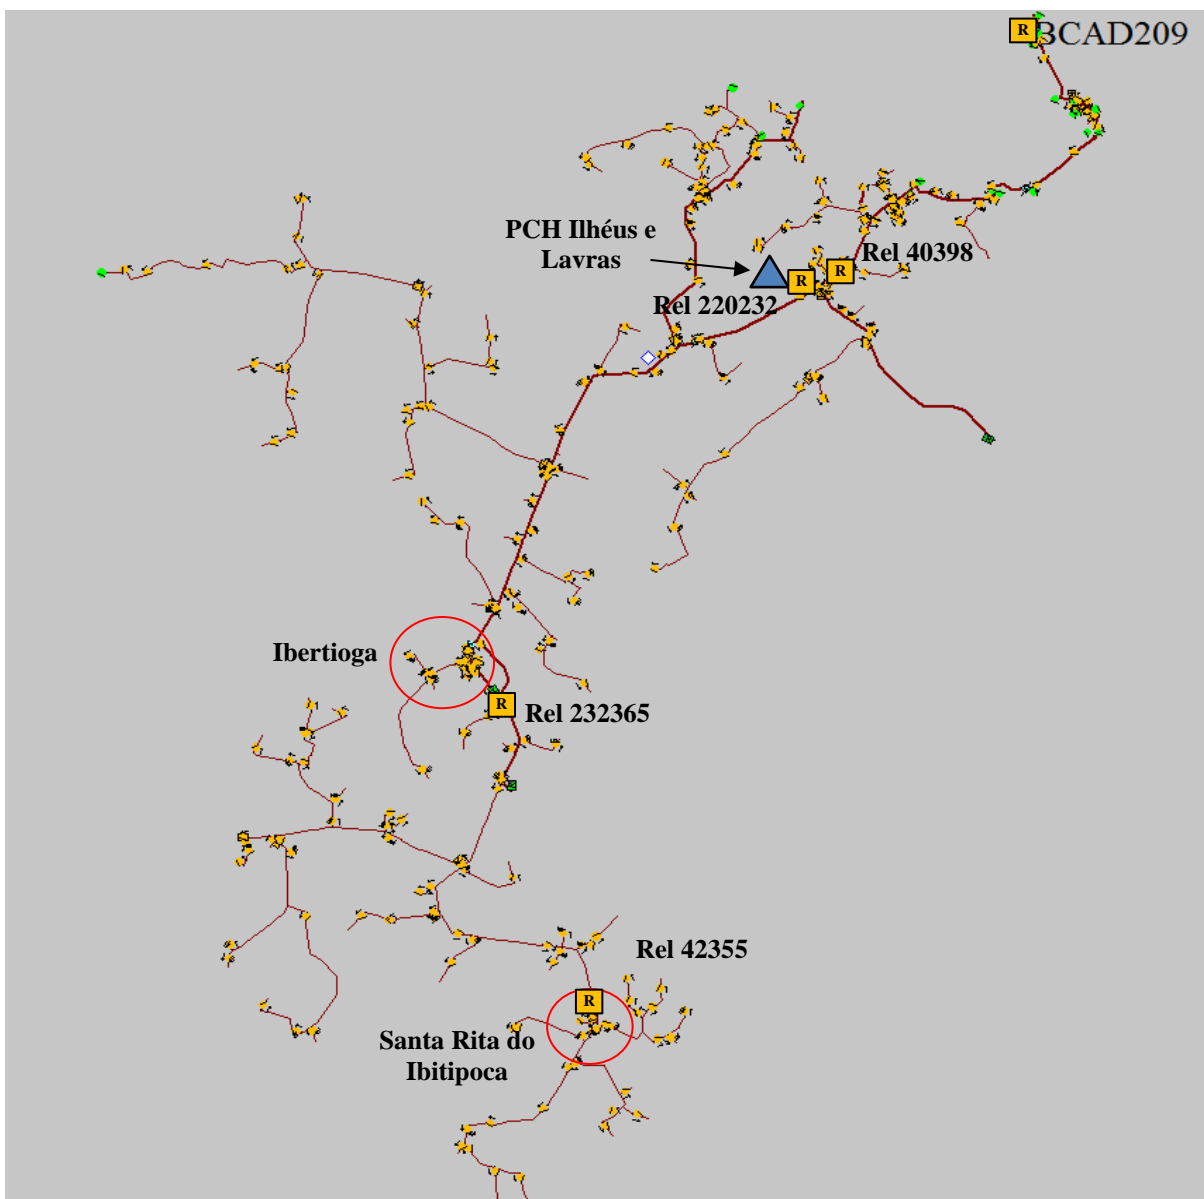 R
BCAD209
PCH Ilhéus e
Lavras
R
R
Rel 40398
Rel 220232
Ibertioga
R
Rel 232365
Rel 42355
R
Santa Rita do
Ibitipoca